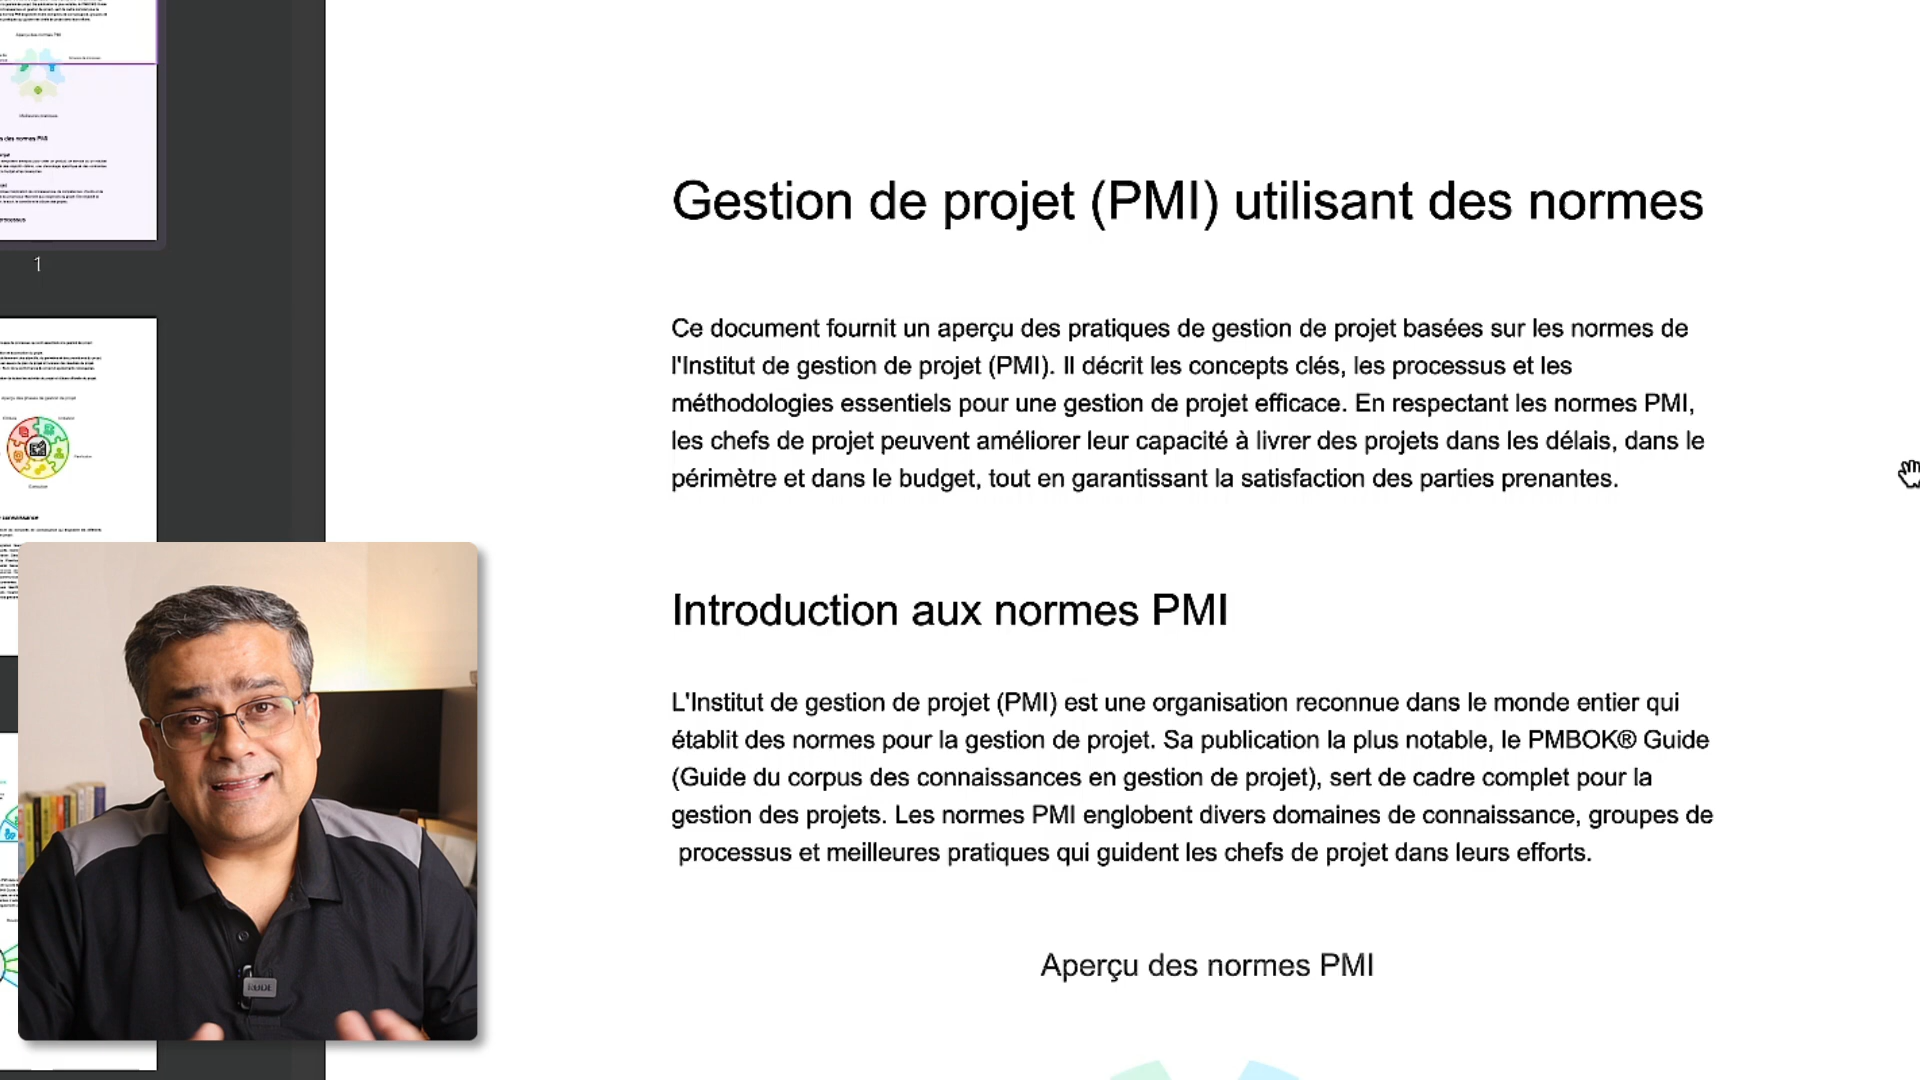 Gestion de projet (PMI) utilisant des normes
Ce document fournit un aperçu des pratiques de gestion de projet basées sur les normes de
l'Institut de gestion de projet (PMI). Il décrit les concepts clés, les processus et les
méthodologies essentiels pour une gestion de projet efficace. En respectant les normes PMI,
les chefs de projet peuvent améliorer leur capacité à livrer des projets dans les délais, dans le
périmètre et dans le budget, tout en garantissant la satisfaction des parties prenantes.
Introduction aux normes PMI
L'Institut de gestion de projet (PMI) est une organisation reconnue dans le monde entier qui
établit des normes pour la gestion de projet. Sa publication la plus notable, le PMBOK® Guide
(Guide du corpus des connaissances en gestion de projet), sert de cadre complet pour la
gestion des projets. Les normes PMI englobent divers domaines de connaissance, groupes de
processus et meilleures pratiques qui guident les chefs de projet dans leurs efforts.
Aperçu des normes PMI
1
RODE